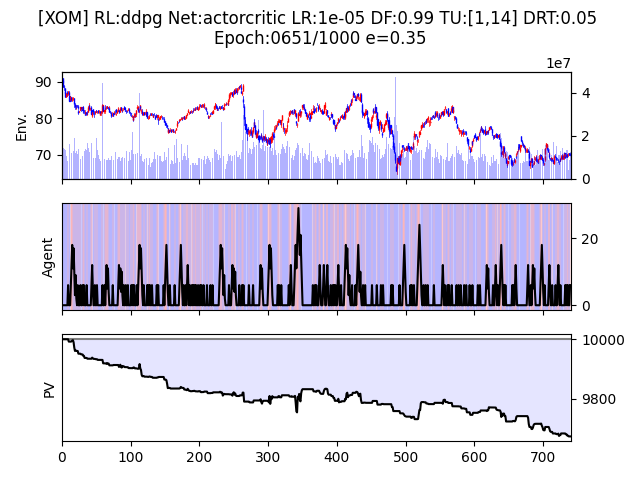 [XOM] RL:ddpg Net:actorcritic LR:1e-05 DF:0.99 TU:[1,14] DRT:0.05
Epoch:0651/1000 e=0.35
1e7
90
80
70
Env.
4
2
0
Agent
20
0
PV
10000
9800
0 100 200 300 400 500 600 700